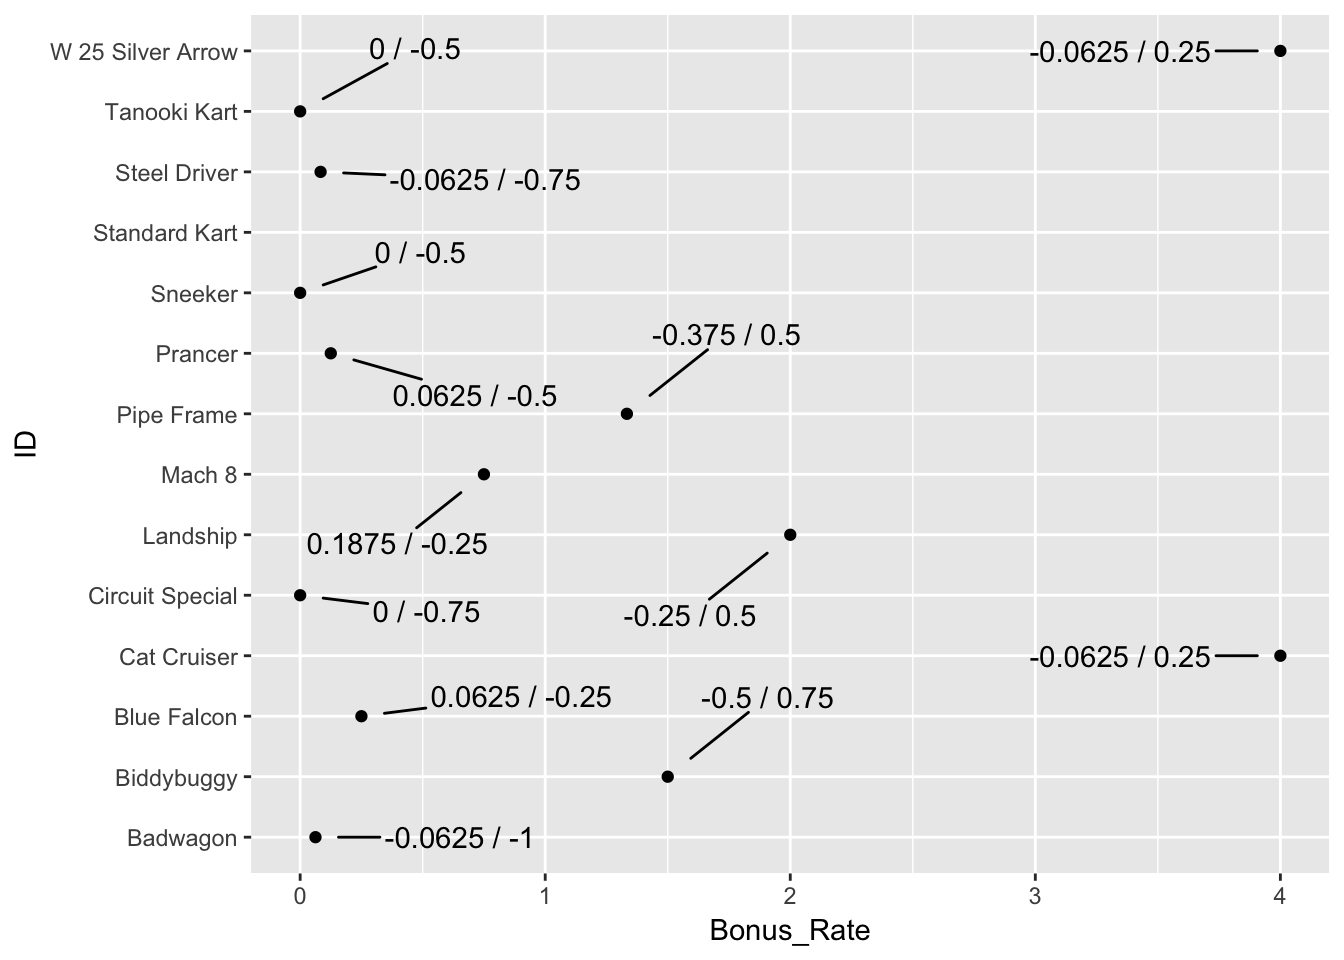 W 25 Silver Arrow
0 / -0.5
-0.0625 / 0.25
Tanooki Kart
Steel Driver
-0.0625 / -0.75
Standard Kart
0 / -0.5
Sneeker
-0.375 / 0.5
Prancer
0.0625 / -0.5
Pipe Frame
Mach 8
0.1875 / -0.25
Landship
Circuit Special
0 / -0.75
-0.25 / 0.5
Cat Cruiser
-0.0625 / 0.25
0.0625 / -0.25
-0.5 / 0.75
Blue Falcon
Biddybuggy
Badwagon
-0.0625 / -1
ID
0 1 2 3 4
Bonus_Rate